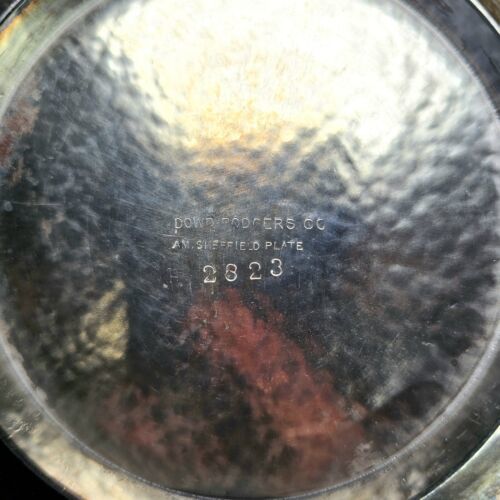 DOWD-RODGERS CO
AM. SHEFFIELD PLATE
2823